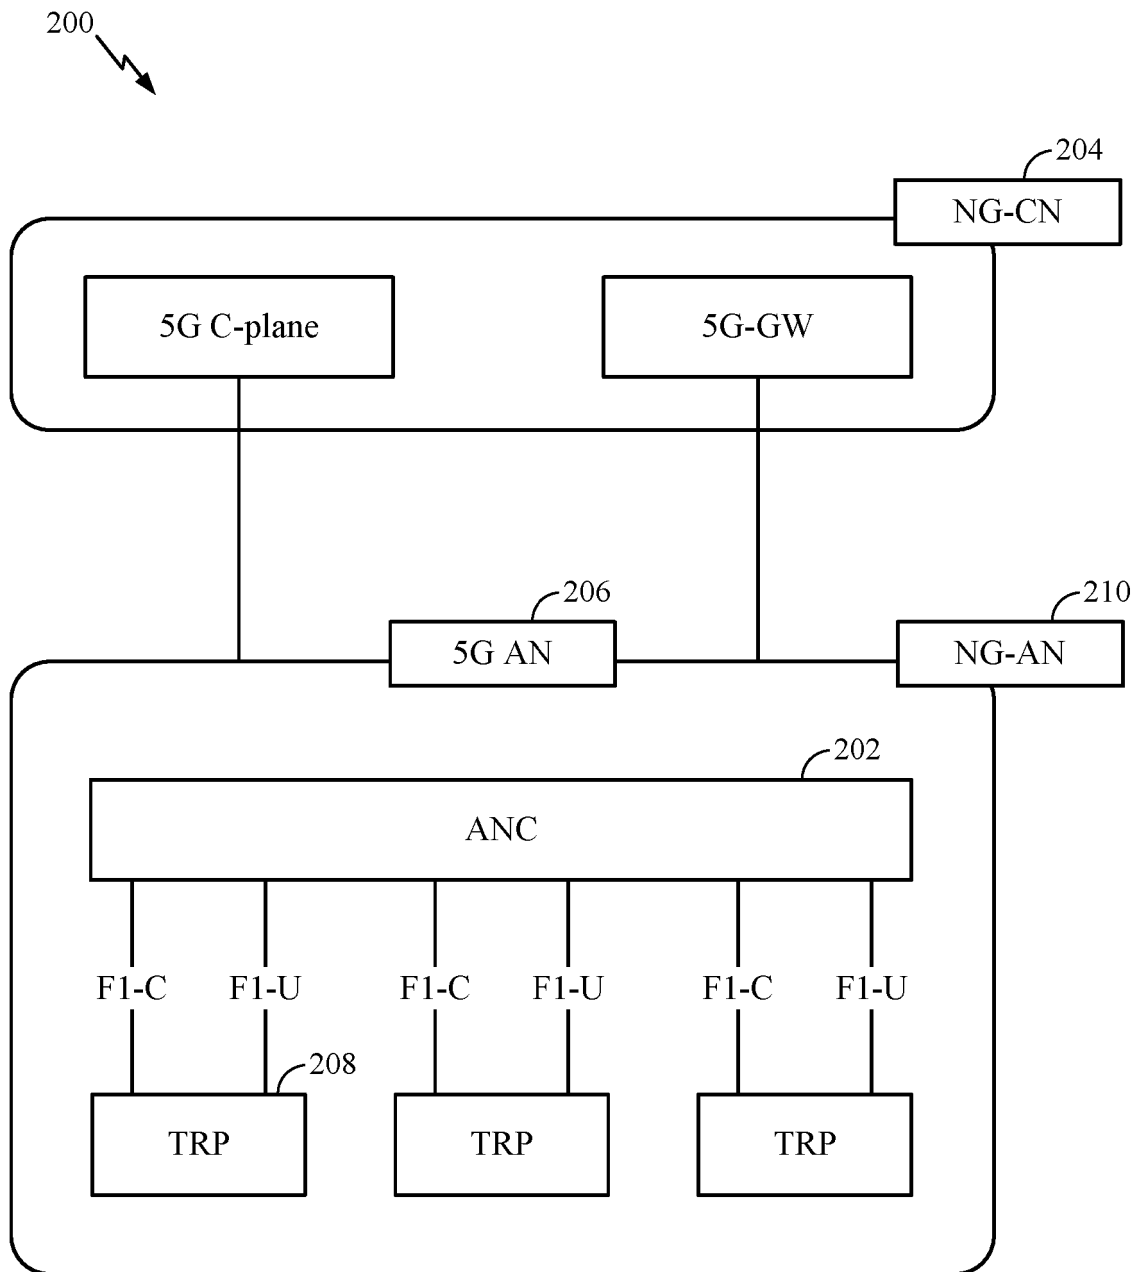 200
204
NG-CN
5G C-plane
5G-GW
206
210
5G AN
NG-AN
202
ANC
F1-C F1-U F1-C F1-U F1-C F1-U
208
TRP TRP TRP